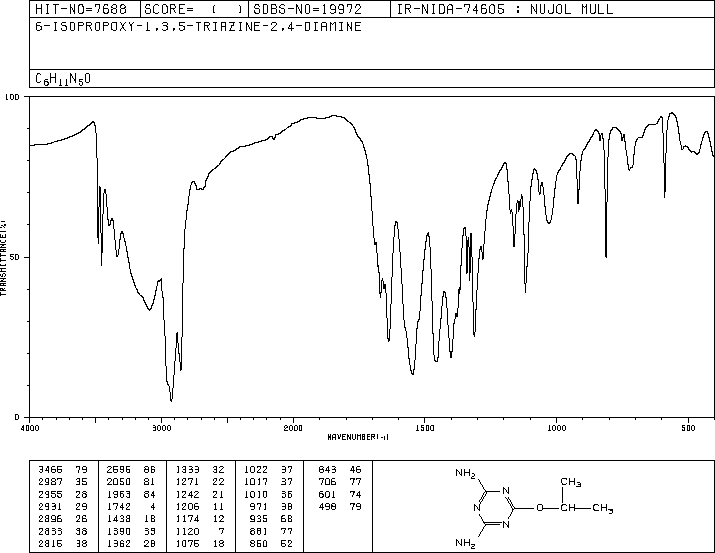 HIT-NO=7688 SCORE= ( ) SDBS-NO=19972 IR-NIDA-74605 : NUJOL MULL
6-ISOPROPOXY-1,3,5-TRIAZINE-2,4-DIAMINE
C6H11N5O
100
TRANSMITTANCE(%)
50
0
4000 3000 2000 1500 1000 500
WAVENUMBER(-1)
3466 79 2696 86 1333 32 1022 37 843 46
2987 35 2050 81 1271 22 1017 37 706 77
2955 28 1963 84 1242 21 1010 36 601 74
2931 29 1742 4 1206 11 971 38 498 79
2896 26 1438 18 1174 12 935 68
2853 38 1390 39 1120 7 881 77
2815 38 1362 28 1075 18 860 52
NH2
CH3
N N
N O CH CH3
NH2